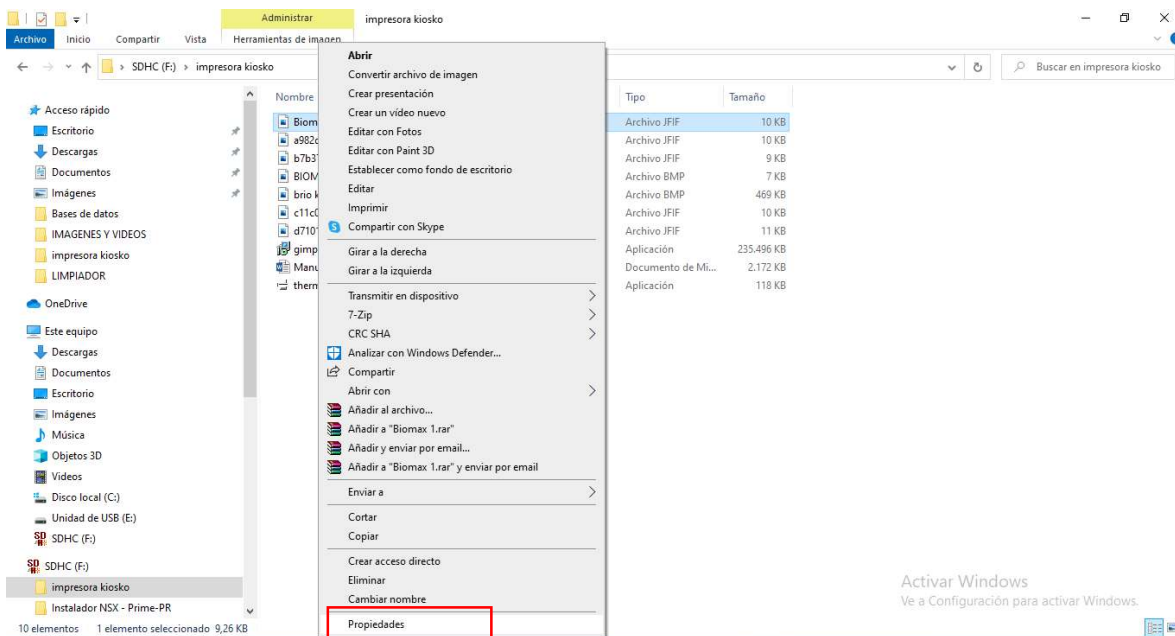 Administrar
impresora kiosko
Archivo Inicio Compartir Vista Herramientas de imagen
SDHC (F:) > impresora kiosko
Buscar en impresora kiosko
Acceso rápido
Escritorio
Descargas
Documentos
Imágenes
Bases de datos
IMAGENES Y VIDEOS
impresora kiosko
LIMPIADOR
OneDrive
Este equipo
Descargas
Documentos
Escritorio
Imágenes
Música
Objetos 3D
Videos
Disco local (C:)
Unidad de USB (E:)
SDHC (F:)
SDHC (F:)
impresora kiosko
Instalador NSX - Prime-PR
Nombre Tipo Tamaño
Biom Archivo JFIF 10 KB
a982c Archivo JFIF 10 KB
b7b37 Archivo JFIF 9 KB
BIOM Archivo BMP 7 KB
brio k Archivo BMP 469 KB
c11c0 Archivo JFIF 10 KB
d710 Archivo JFIF 11 KB
gimp Aplicación 235.496 KB
Manu Documento de Mi... 2.172 KB
therm Aplicación 118 KB
Abrir
Convertir archivo de imagen
Crear presentación
Crear un vídeo nuevo
Editar con Fotos
Editar con Paint 3D
Establecer como fondo de escritorio
Editar
Imprimir
Compartir con Skype
Girar a la derecha
Girar a la izquierda
Transmitir en dispositivo
7-Zip
CRC SHA
Analizar con Windows Defender...
Compartir
Abrir con
Añadir al archivo...
Añadir a "Biomax 1.rar"
Añadir y enviar por email...
Añadir a "Biomax 1.rar" y enviar por email
Enviar a
Cortar
Copiar
Crear acceso directo
Eliminar
Cambiar nombre
Propiedades
Activar Windows
Ve a Configuración para activar Windows.
10 elementos 1 elemento seleccionado 9,26 KB